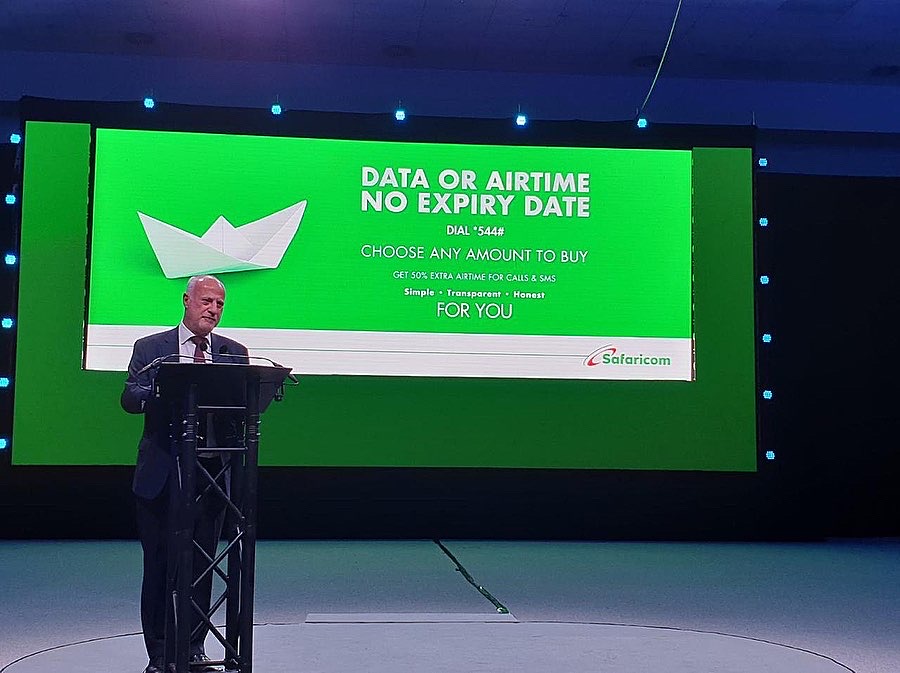 DATA OR AIRTIME
NO EXPIRY DATE
DIAL *544#
CHOOSE ANY AMOUNT TO BUY
GET 50% EXTRA AIRTIME FOR CALLS & SMS
Simple • Transparent • Honest
FOR YOU
Safaricom